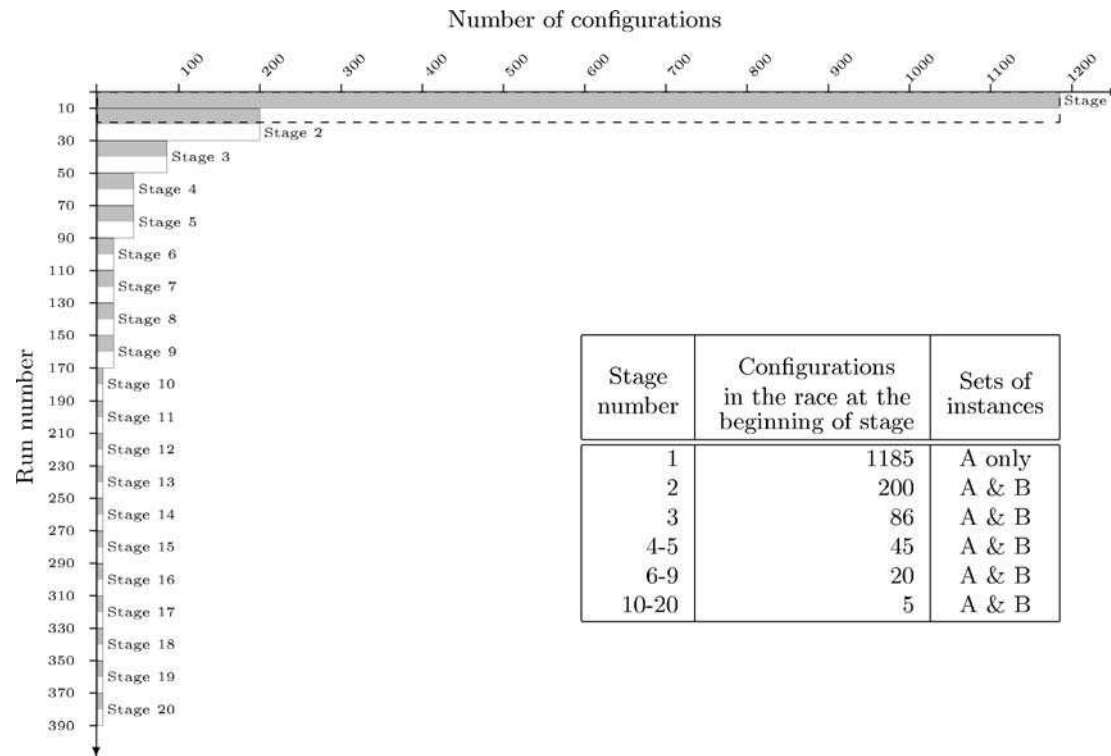 Number of configurations
100 200 300 400 500 600 700 800 900 1000 1100 1200
Run number
10
30
50
70
90
110
130
150
170
190
210
230
250
270
290
310
330
350
370
390
Stage
Stage 2
Stage 3
Stage 4
Stage 5
Stage 6
Stage 7
Stage 8
Stage 9
Stage 10
Stage 11
Stage 12
Stage 13
Stage 14
Stage 15
Stage 16
Stage 17
Stage 18
Stage 19
Stage 20
Stage number Configurations in the race at the beginning of stage Sets of instances
1 1185 A only
2 200 A & B
3 86 A & B
4-5 45 A & B
6-9 20 A & B
10-20 5 A & B